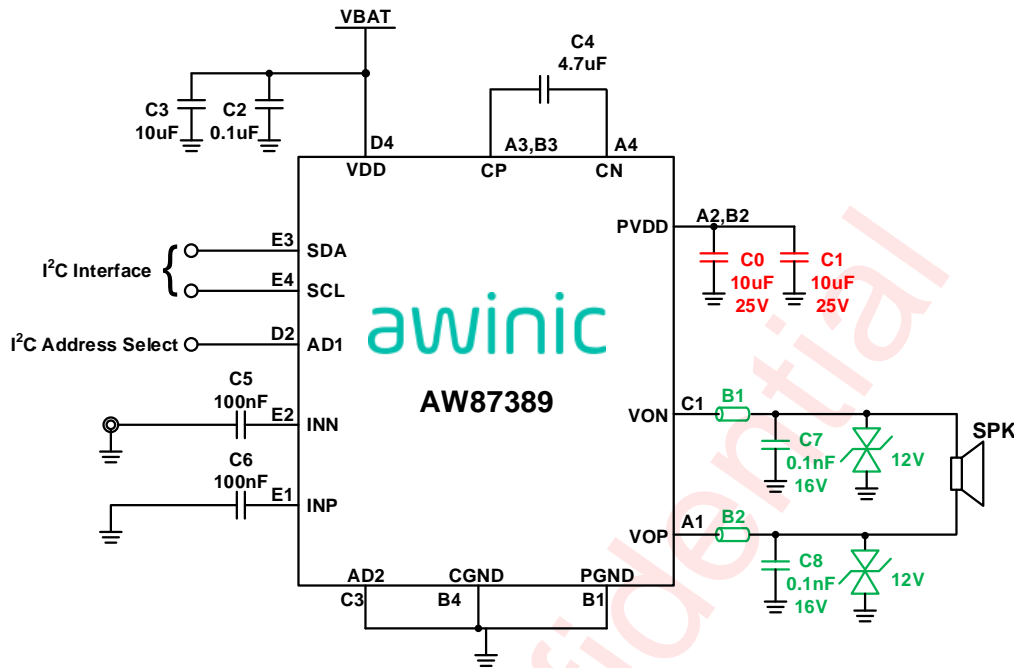 VBAT
C4
4.7uF
C3
10uF
C2
0.1uF
D4
A3,B3
A4
VDD
CP
CN
PVDD
A2,B2
C0
10uF
25V
C1
10uF
25V
I²C Interface
{
E3
SDA
E4
SCL
I²C Address Select
D2
AD1
awinic
AW87389
C5
100nF
E2
INN
C6
100nF
E1
INP
VON
C1
B1
C7
0.1nF
16V
12V
SPK
VOP
A1
B2
C8
0.1nF
16V
12V
AD2
CGND
PGND
C3
B4
B1
nfidential